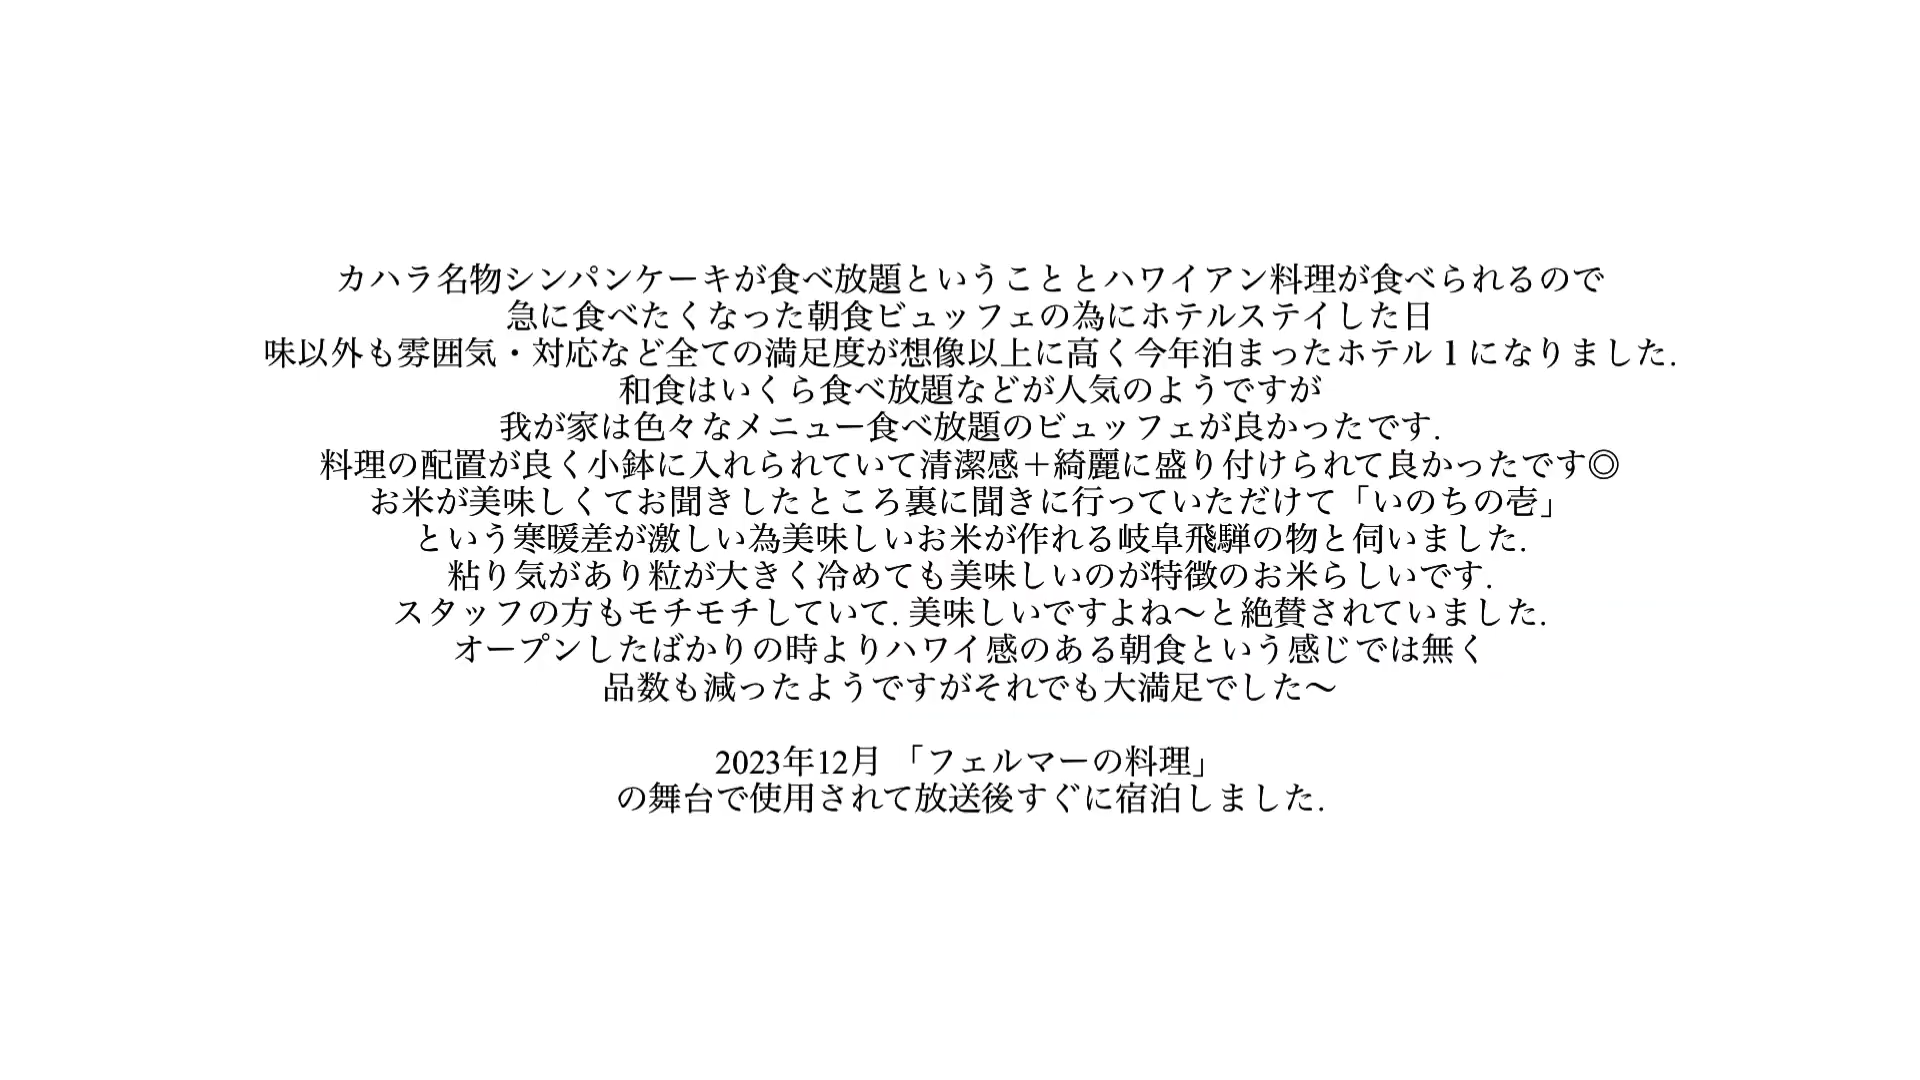 カハラ名物シンパンケーキが食べ放題ということとハワイアン料理が食べられるので
急に食べたくなった朝食ビュッフェの為にホテルステイした日
味以外も雰囲気・対応など全ての満足度が想像以上に高く今年泊まったホテル１になりました.
和食はいくら食べ放題などが人気のようですが
我が家は色々なメニュー食べ放題のビュッフェが良かったです.
料理の配置が良く小鉢に入れられていて清潔感＋綺麗に盛り付けられて良かったです◎
お米が美味しくてお聞きしたところ裏に聞きに行っていただけて「いのちの壱」
という寒暖差が激しい為美味しいお米が作れる岐阜飛騨の物と伺いました.
粘り気があり粒が大きく冷めても美味しいのが特徴のお米らしいです.
スタッフの方もモチモチしていて. 美味しいですよね〜と絶賛されていました.
オープンしたばかりの時よりハワイ感のある朝食という感じでは無く
品数も減ったようですがそれでも大満足でした〜
2023年12月 「フェルマーの料理」
の舞台で使用されて放送後すぐに宿泊しました.